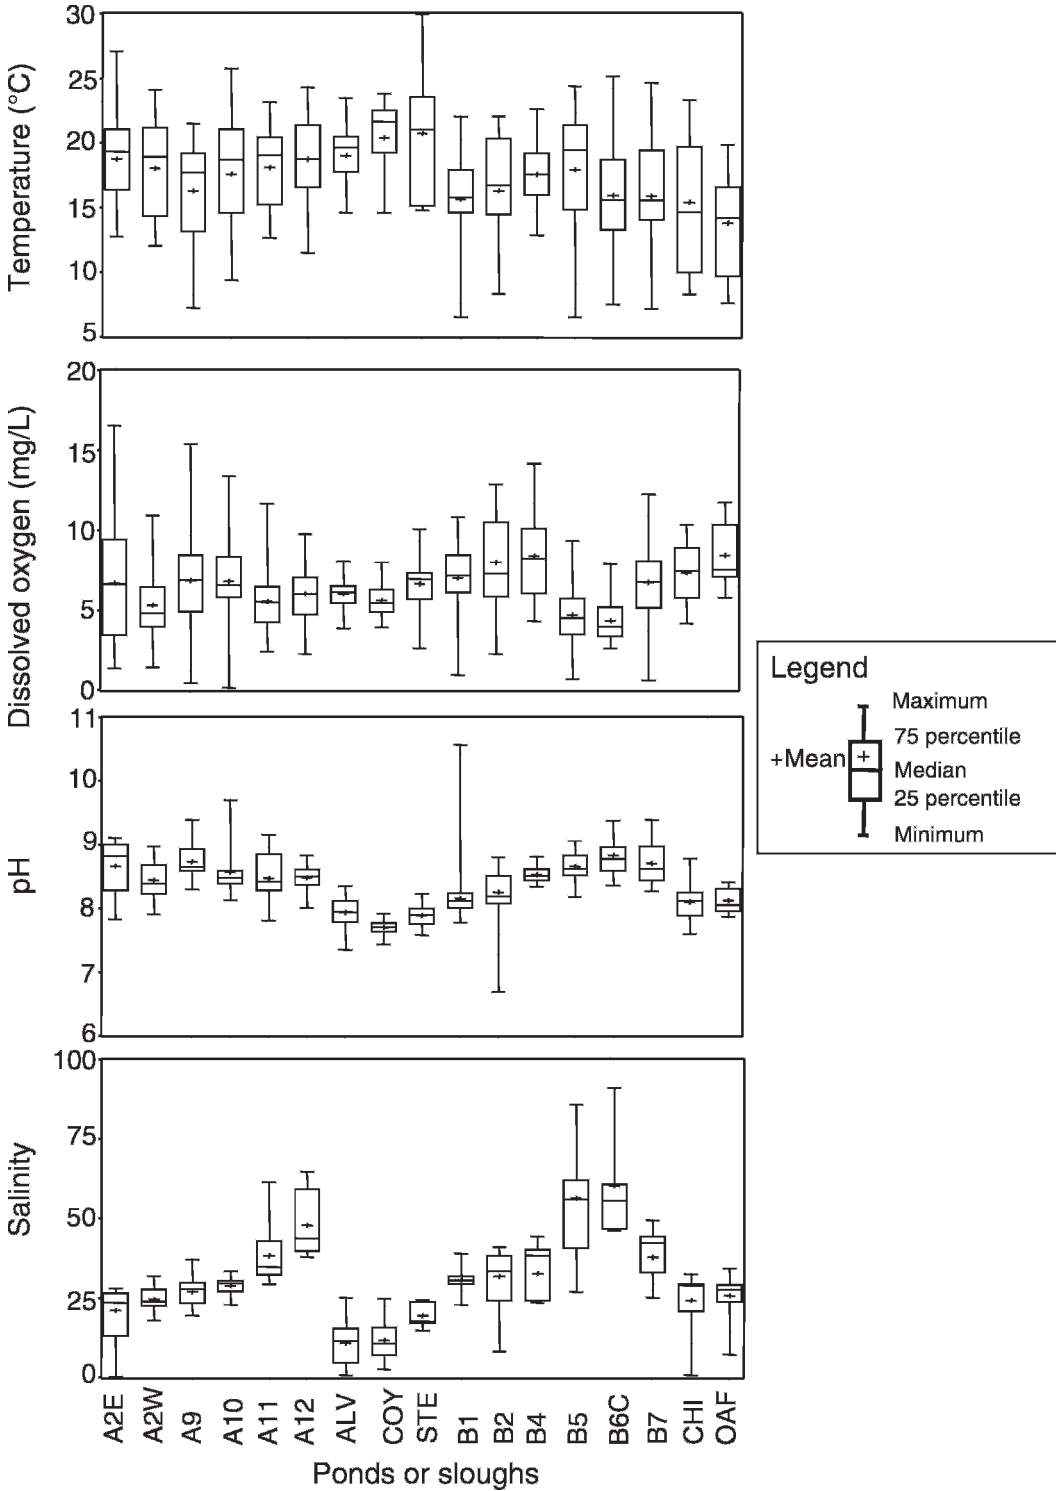 Temperature (°C)
30
25
20
15
10
5
Dissolved oxygen (mg/L)
20
15
10
5
0
pH
11
10
9
8
7
6
Salinity
100
75
50
25
0
A2E A2W A9 A10 A11 A12 ALV COY STE B1 B2 B4 B5 B6C B7 CHI OAF
Ponds or sloughs
Legend
Maximum
75 percentile
+Mean
Median
25 percentile
Minimum